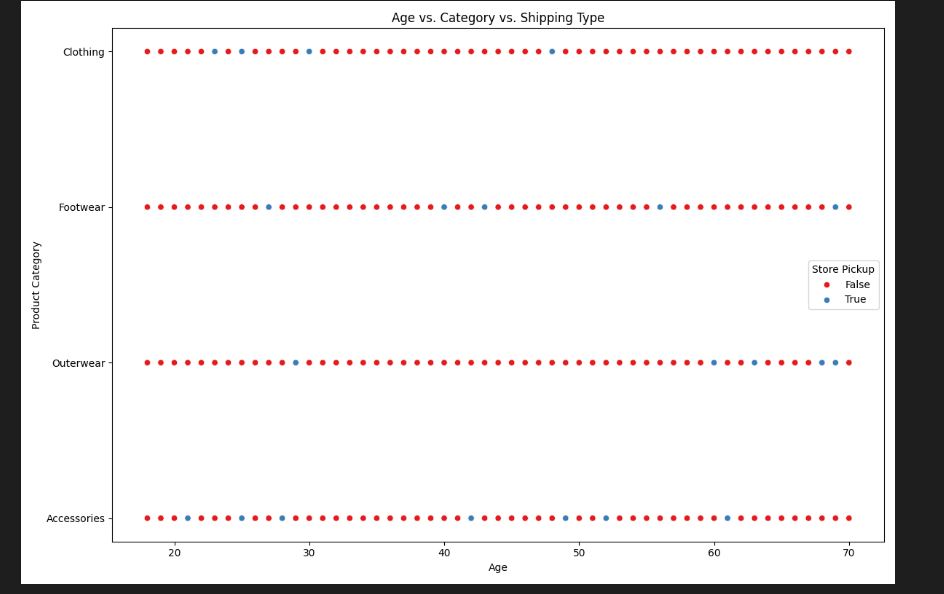 Age vs. Category vs. Shipping Type
Clothing
Footwear
Outerwear
Accessories
Product Category
Store Pickup
False
True
20 30 40 50 60 70
Age